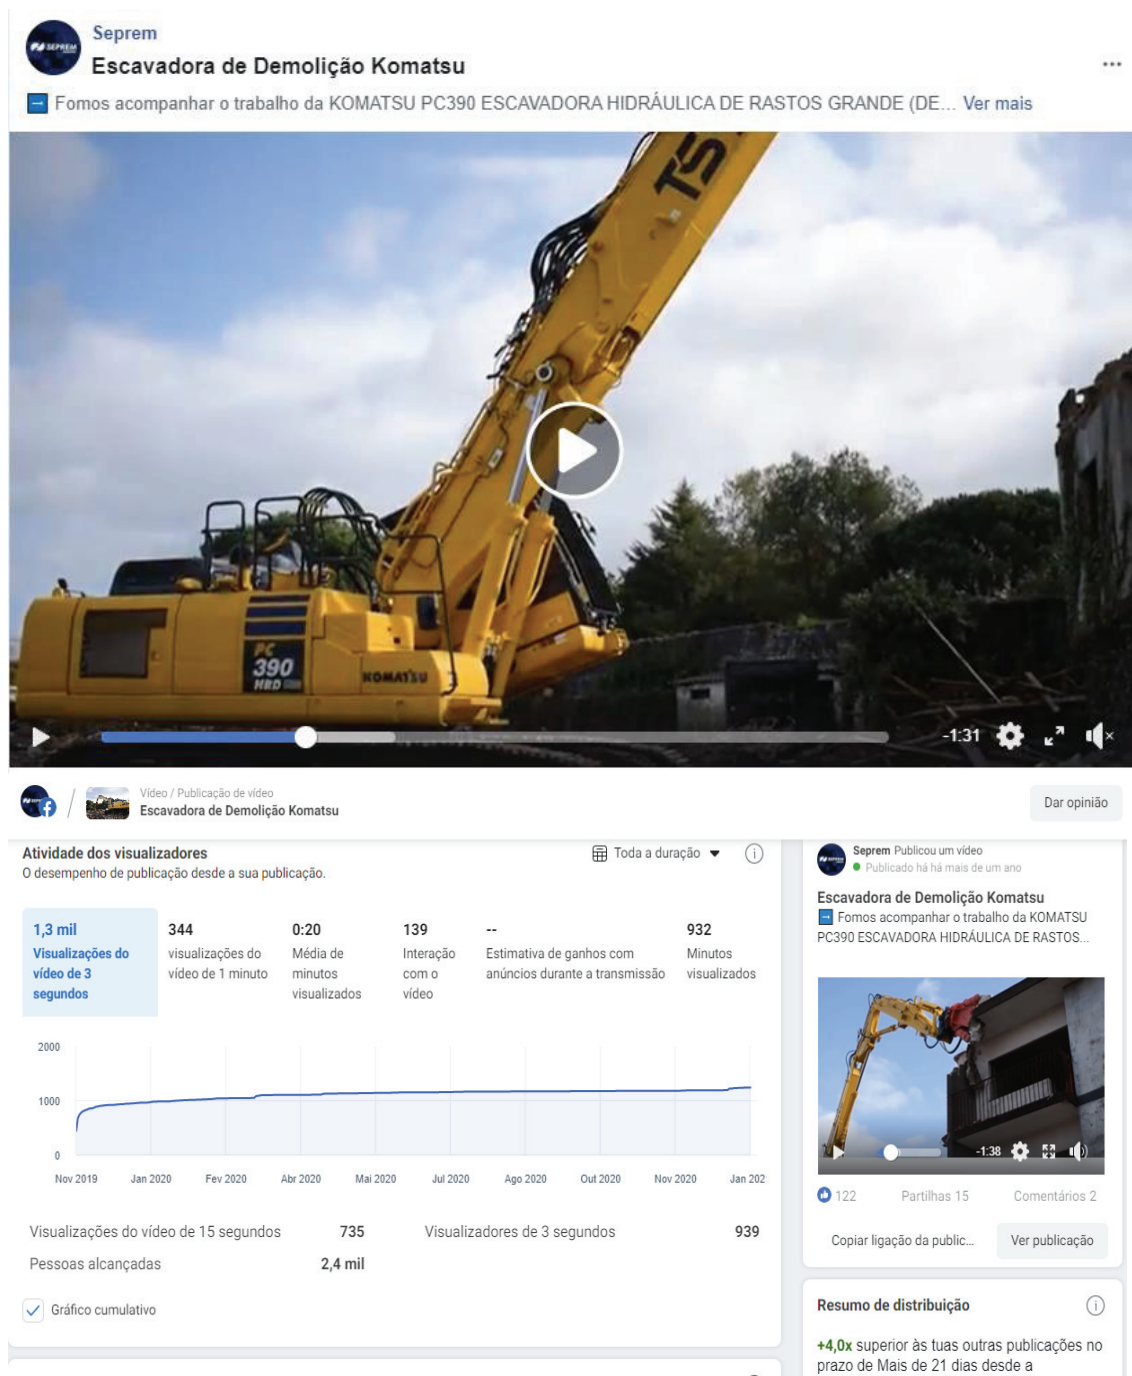 Seprem
Escavadora de Demolição Komatsu
Fomos acompanhar o trabalho da KOMATSU PC390 ESCAVADORA HIDRÁULICA DE RASTOS GRANDE (DE... Ver mais
TS
PC
390
HRD
KOMATSU
-1:31
Vídeo / Publicação de vídeo
Escavadora de Demolição Komatsu
Dar opinião
Atividade dos visualizadores
Toda a duração
O desempenho de publicação desde a sua publicação.
1,3 mil
Visualizações do
vídeo de 3
segundos
344
visualizações do
vídeo de 1 minuto
0:20
Média de
minutos
visualizados
139
Interação
com o
vídeo
--
Estimativa de ganhos com
anúncios durante a transmissão
932
Minutos
visualizados
2000
1000
0
Nov 2019 Jan 2020 Fev 2020 Abr 2020 Mai 2020 Jul 2020 Ago 2020 Out 2020 Nov 2020 Jan 202
Visualizações do vídeo de 15 segundos 735 Visualizadores de 3 segundos 939
Pessoas alcançadas 2,4 mil
Gráfico cumulativo
Seprem Publicou um vídeo
Publicado há há mais de um ano
Escavadora de Demolição Komatsu
Fomos acompanhar o trabalho da KOMATSU
PC390 ESCAVADORA HIDRÁULICA DE RASTOS...
-1:38
122 Partilhas 15 Comentários 2
Copiar ligação da public... Ver publicação
Resumo de distribuição
+4,0x superior às tuas outras publicações no
prazo de Mais de 21 dias desde a